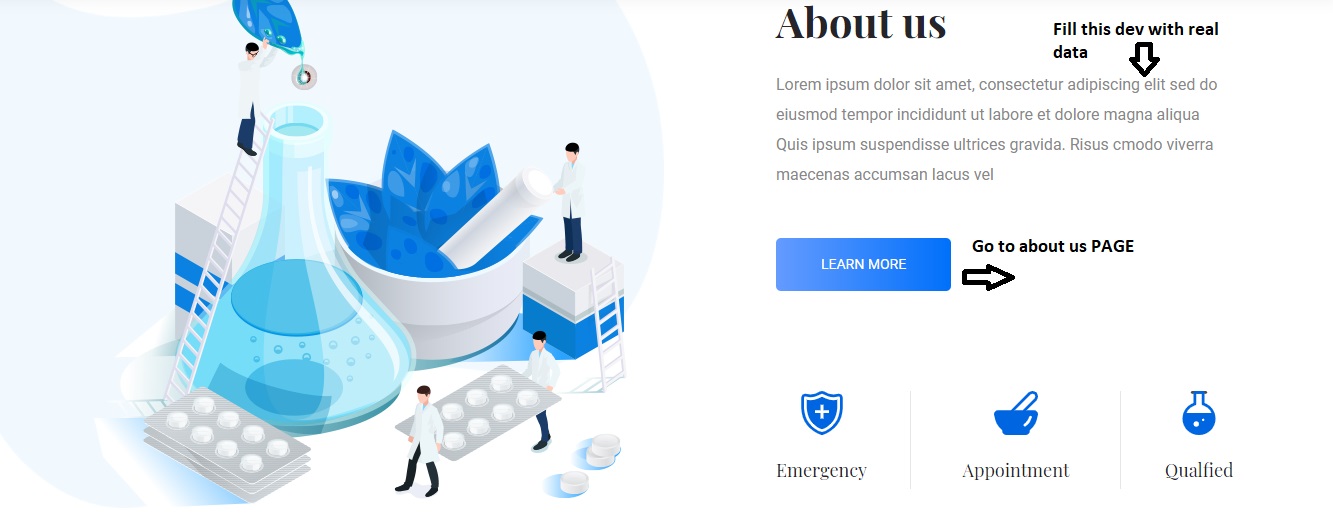 About us
Fill this dev with real
data
Lorem ipsum dolor sit amet, consectetur adipiscing elit sed do
eiusmod tempor incididunt ut labore et dolore magna aliqua
Quis ipsum suspendisse ultrices gravida. Risus cmodo viverra
maecenas accumsan lacus vel
LEARN MORE
Go to about us PAGE
Emergency
Appointment
Qualfied